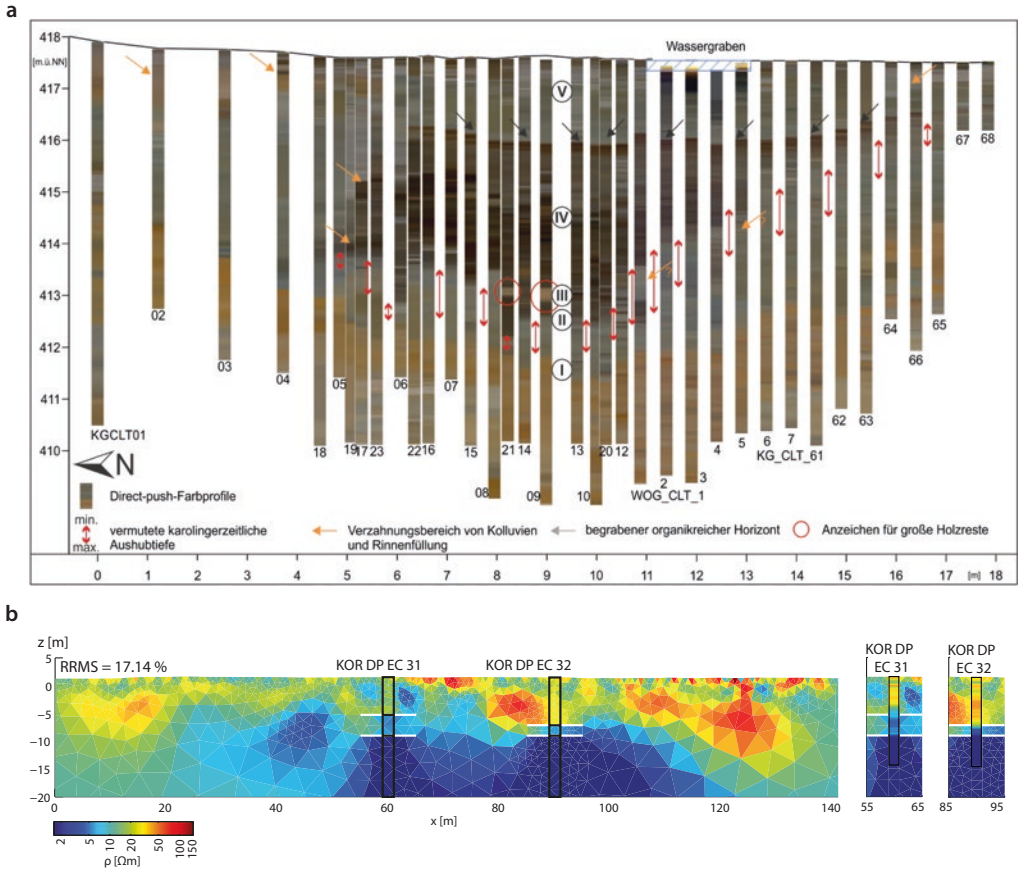 a
418
[m.ü.NN]
417
416
415
414
413
412
411
410
Wassergraben
V
IV
III
II
I
KGCLT01
02
03
04
18
05
19
17
23
06
22
16
07
15
08
21
14
09
13
10
20
12
WOG_CLT_1
2
3
4
5
6
KG_CLT_61
7
62
63
64
66
65
67
68
N
Direct-push-Farbprofile
min.
max.
vermutete karolingerzeitliche
Aushubtiefe
Verzahnungsbereich von Kolluvien
und Rinnenfüllung
begrabener organikreicher Horizont
Anzeichen für große Holzreste
0 1 2 3 4 5 6 7 8 9 10 11 12 13 14 15 16 17 [m] 18
b
z [m]
5
0
−5
−10
−15
−20
RRMS = 17.14 %
KOR DP EC 31
KOR DP EC 32
0 20 40 60 80 100 120 140
x [m]
KOR DP
EC 31
55 65
KOR DP
EC 32
85 95
2 5 10 20 50 100 150
ρ [Ωm]